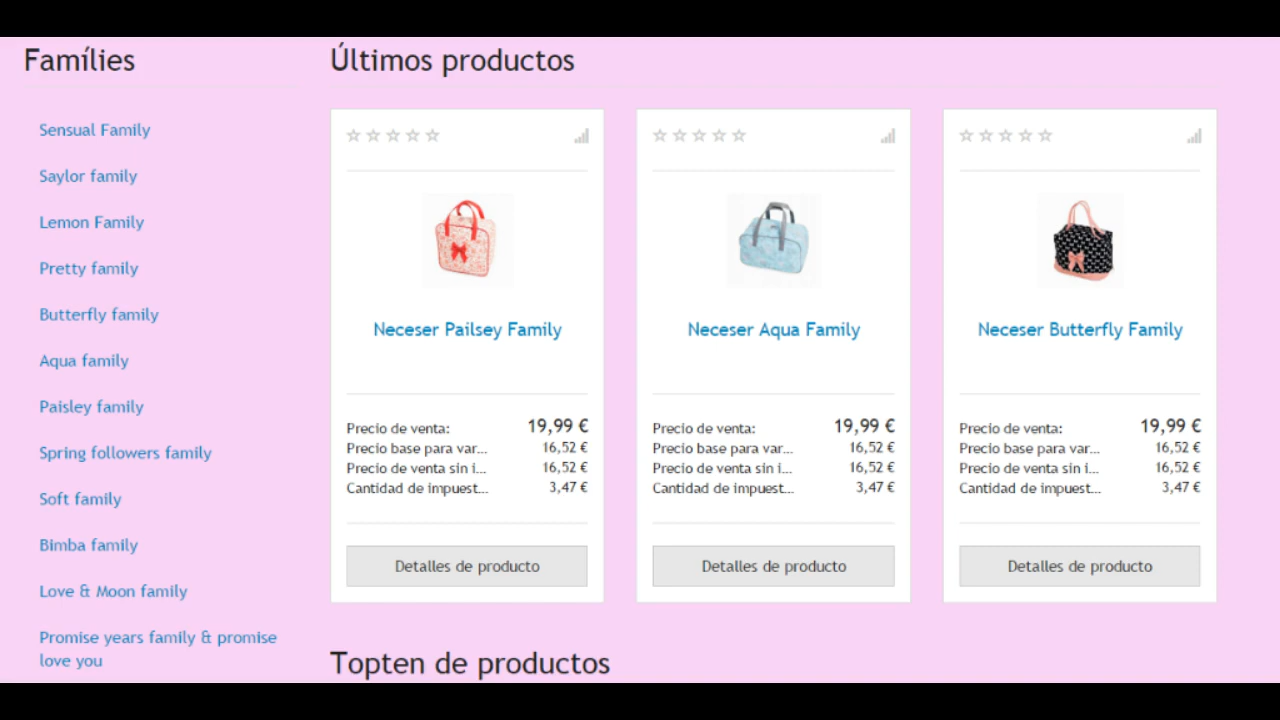 Famílies
Sensual Family
Saylor family
Lemon Family
Pretty family
Butterfly family
Aqua family
Paisley family
Spring followers family
Soft family
Bimba family
Love & Moon family
Promise years family & promise
love you
Últimos productos
Neceser Pailsey Family
Precio de venta: 19,99 €
Precio base para var... 16,52 €
Precio de venta sin i... 16,52 €
Cantidad de impuest... 3,47 €
Detalles de producto
Neceser Aqua Family
Precio de venta: 19,99 €
Precio base para var... 16,52 €
Precio de venta sin i... 16,52 €
Cantidad de impuest... 3,47 €
Detalles de producto
Neceser Butterfly Family
Precio de venta: 19,99 €
Precio base para var... 16,52 €
Precio de venta sin i... 16,52 €
Cantidad de impuest... 3,47 €
Detalles de producto
Topten de productos